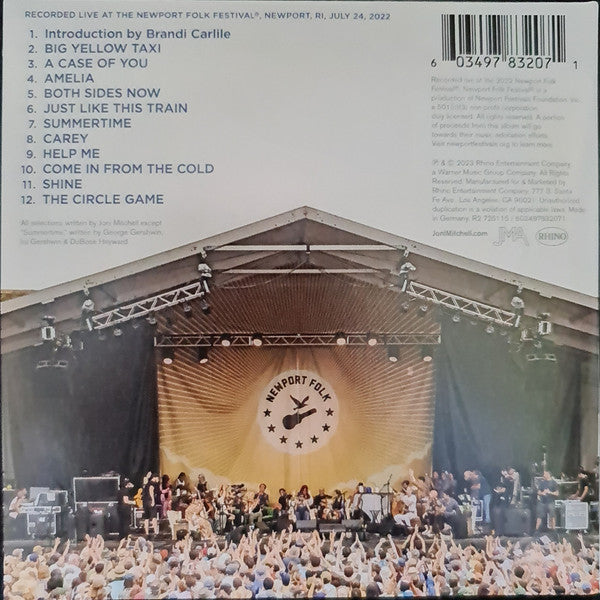 RECORDED LIVE AT THE NEWPORT FOLK FESTIVAL®, NEWPORT, RI, JULY 24, 2022
1. Introduction by Brandi Carlile
2. BIG YELLOW TAXI
3. A CASE OF YOU
4. AMELIA
5. BOTH SIDES NOW
6. JUST LIKE THIS TRAIN
7. SUMMERTIME
8. CAREY
9. HELP ME
10. COME IN FROM THE COLD
11. SHINE
12. THE CIRCLE GAME
All selections written by Joni Mitchell except
"Summertime," written by George Gershwin,
Ira Gershwin & DuBose Heyward
6 03497 83207 1
Recorded live at the 2022 Newport Folk
Festival®. Newport Folk Festival® is a
production of Newport Festivals Foundation, Inc.
a 501(c)(3) non profit corporation
duly licensed. All rights reserved. A portion
of proceeds from this album will go
towards their music education efforts.
Visit newportfestivals.org to learn more.
℗ & © 2023 Rhino Entertainment Company,
a Warner Music Group Company. All Rights
Reserved. Manufactured for & Marketed by
Rhino Entertainment Company, 777 S. Santa
Fe Ave., Los Angeles, CA 90021. Unauthorized
duplication is a violation of applicable laws. Made
in Germany. R2 725115 / 603497832071
JoniMitchell.com
JMA
RHINO
NEWPORT FOLK